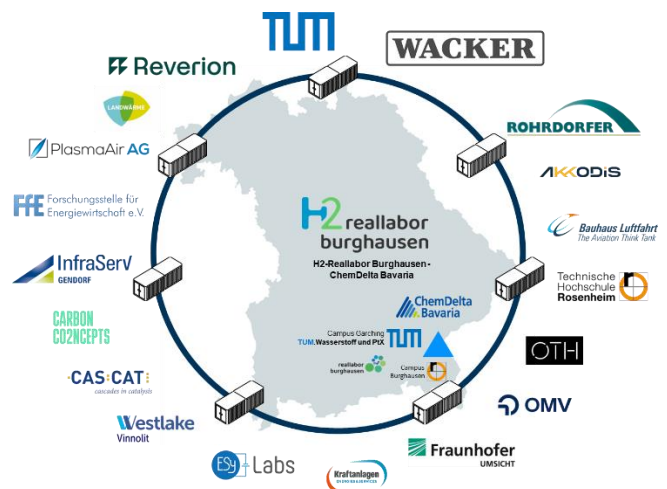 TUM
WACKER
Reverion
LANDWÄRME
ROHRDORFER
PlasmaAir AG
AKKODIS
FfE Forschungsstelle für
Energiewirtschaft e.V.
H2 reallabor
burghausen
Bauhaus Luftfahrt
The Aviation Think Tank
H2-Reallabor Burghausen -
ChemDelta Bavaria
InfraServ
GENDORF
Technische
Hochschule
Rosenheim
ChemDelta
Bavaria
CARBON
CO2NCEPTS
Campus Garching
TUM.Wasserstoff und PtX
TUM
OTH
reallabor
burghausen
Campus
Burghausen
CAS:CAT:
cascades in catalysis
OMV
Westlake
Vinnolit
Fraunhofer
UMSICHT
ESy Labs
Kraftanlagen